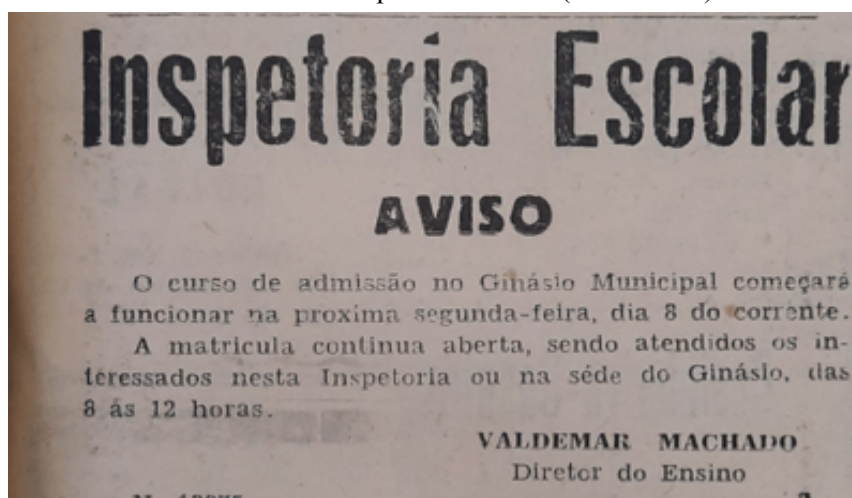 Inspetoria Escolar
AVISO
O curso de admissão no Ginásio Municipal começará
a funcionar na proxima segunda-feira, dia 8 do corrente.
A matricula continua aberta, sendo atendidos os in-
teressados nesta Inspetoria ou na séde do Ginásio, das
8 ás 12 horas.
VALDEMAR MACHADO
Diretor do Ensino